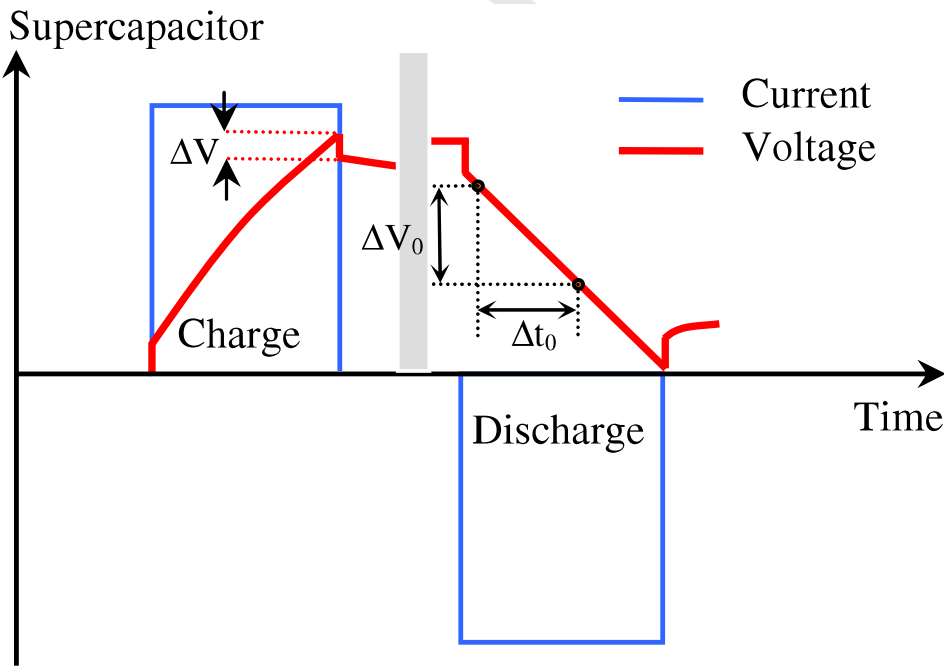 Supercapacitor
Current
Voltage
ΔV
ΔV₀
Charge
Δt₀
Time
Discharge